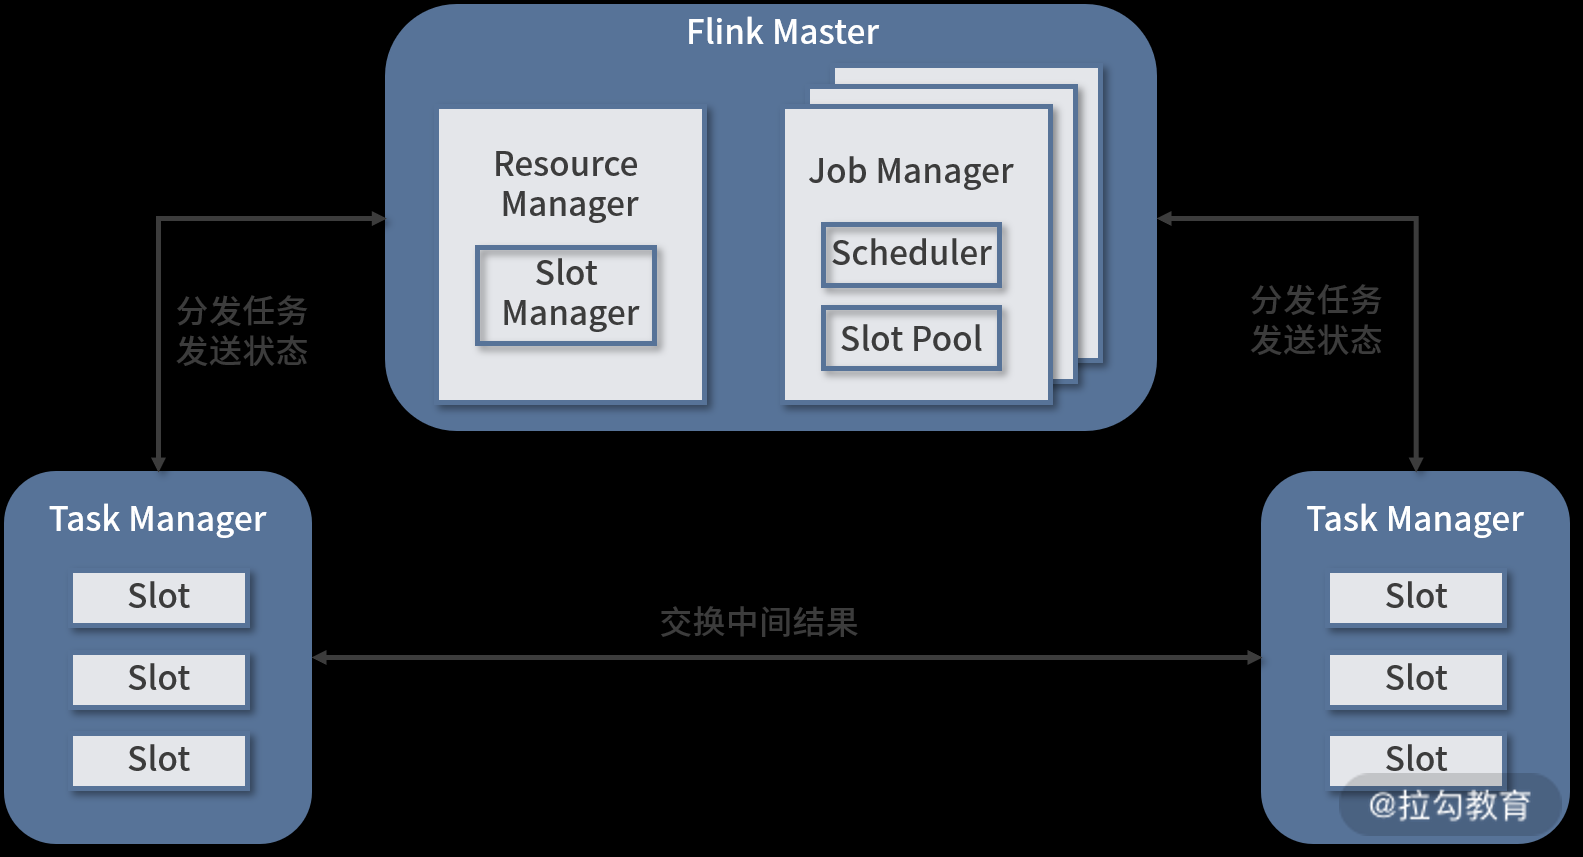 Flink Master
Resource
Manager
Slot
Manager
Job Manager
Scheduler
Slot Pool
分发任务
发送状态
分发任务
发送状态
Task Manager
Slot
Slot
Slot
交换中间结果
Task Manager
Slot
Slot
Slot
@拉勾教育